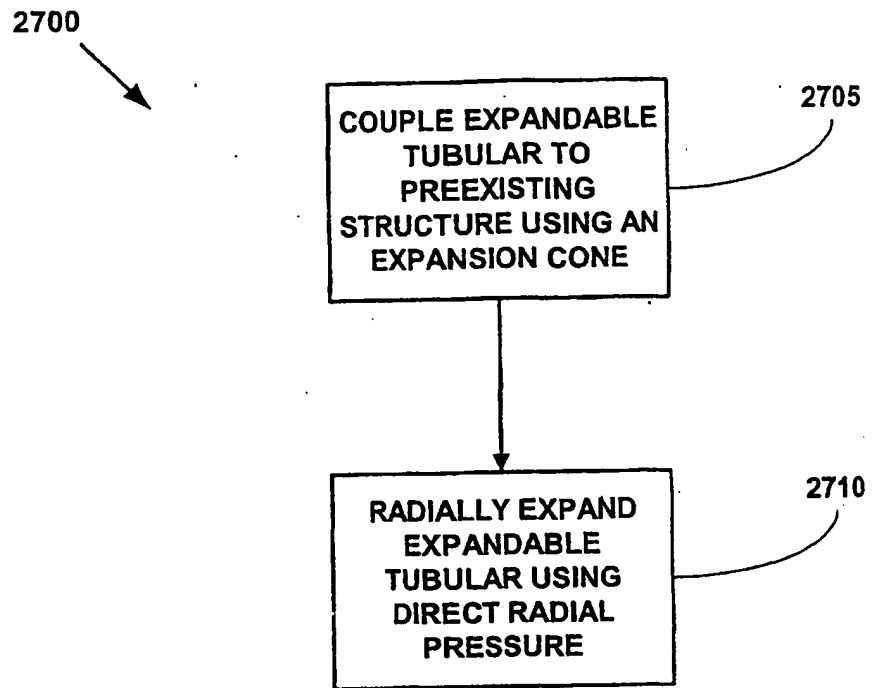 2700
COUPLE EXPANDABLE
TUBULAR TO
PREEXISTING
STRUCTURE USING AN
EXPANSION CONE
2705
RADIALLY EXPAND
EXPANDABLE
TUBULAR USING
DIRECT RADIAL
PRESSURE
2710